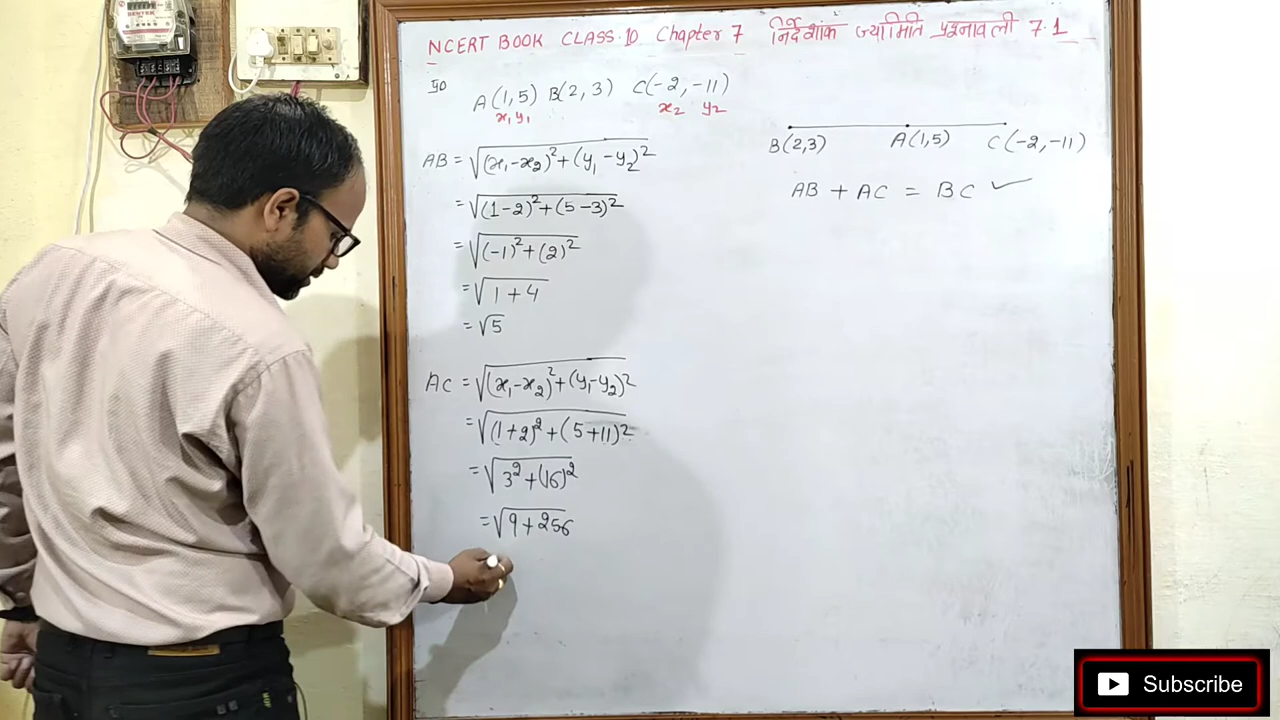 NCERT BOOK CLASS-10 Chapter 7 निर्देशांक ज्यामिति प्रश्नावली 7.1
A(1,5) B(2,3) C(-2,-11)
x₁ y₁ x₂ y₂
B(2,3) A(1,5) C(-2,-11)
AB + AC = BC ✓
AB = √(x₁-x₂)²+(y₁-y₂)²
= √(1-2)²+(5-3)²
= √(-1)²+(2)²
= √1+4
= √5
AC = √(x₁-x₂)²+(y₁-y₂)²
= √(1+2)²+(5+11)²
= √3²+(16)²
= √9+256
Subscribe